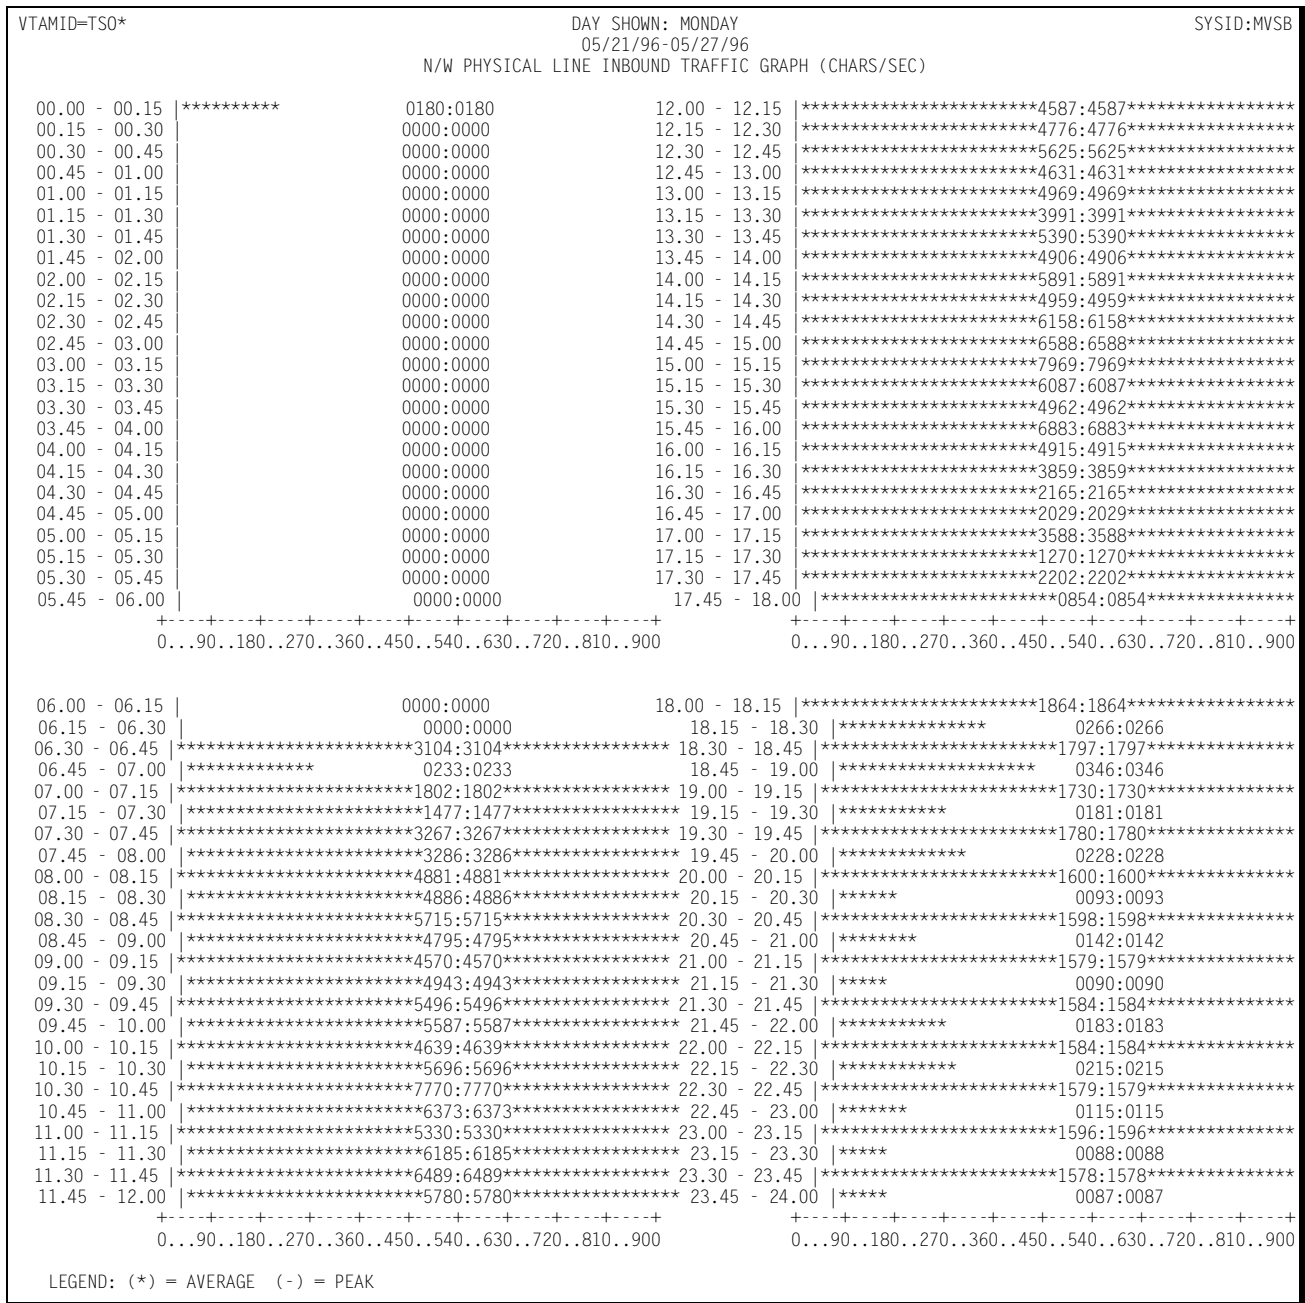 VTAMID=TSO* DAY SHOWN: MONDAY SYSID:MVSB
05/21/96-05/27/96
N/W PHYSICAL LINE INBOUND TRAFFIC GRAPH (CHARS/SEC)
00.00 - 00.15 |********** 0180:0180 12.00 - 12.15 |************************4587:4587*****************
00.15 - 00.30 | 0000:0000 12.15 - 12.30 |************************4776:4776*****************
00.30 - 00.45 | 0000:0000 12.30 - 12.45 |************************5625:5625*****************
00.45 - 01.00 | 0000:0000 12.45 - 13.00 |************************4631:4631*****************
01.00 - 01.15 | 0000:0000 13.00 - 13.15 |************************4969:4969*****************
01.15 - 01.30 | 0000:0000 13.15 - 13.30 |************************3991:3991*****************
01.30 - 01.45 | 0000:0000 13.30 - 13.45 |************************5390:5390*****************
01.45 - 02.00 | 0000:0000 13.45 - 14.00 |************************4906:4906*****************
02.00 - 02.15 | 0000:0000 14.00 - 14.15 |************************5891:5891*****************
02.15 - 02.30 | 0000:0000 14.15 - 14.30 |************************4959:4959*****************
02.30 - 02.45 | 0000:0000 14.30 - 14.45 |************************6158:6158*****************
02.45 - 03.00 | 0000:0000 14.45 - 15.00 |************************6588:6588*****************
03.00 - 03.15 | 0000:0000 15.00 - 15.15 |************************7969:7969*****************
03.15 - 03.30 | 0000:0000 15.15 - 15.30 |************************6087:6087*****************
03.30 - 03.45 | 0000:0000 15.30 - 15.45 |************************4962:4962*****************
03.45 - 04.00 | 0000:0000 15.45 - 16.00 |************************6883:6883*****************
04.00 - 04.15 | 0000:0000 16.00 - 16.15 |************************4915:4915*****************
04.15 - 04.30 | 0000:0000 16.15 - 16.30 |************************3859:3859*****************
04.30 - 04.45 | 0000:0000 16.30 - 16.45 |************************2165:2165*****************
04.45 - 05.00 | 0000:0000 16.45 - 17.00 |************************2029:2029*****************
05.00 - 05.15 | 0000:0000 17.00 - 17.15 |************************3588:3588*****************
05.15 - 05.30 | 0000:0000 17.15 - 17.30 |************************1270:1270*****************
05.30 - 05.45 | 0000:0000 17.30 - 17.45 |************************2202:2202*****************
05.45 - 06.00 | 0000:0000 17.45 - 18.00 |************************0854:0854***************
+----+----+----+----+----+----+----+----+----+----+ +----+----+----+----+----+----+----+----+----+----+
0...90..180..270..360..450..540..630..720..810..900 0...90..180..270..360..450..540..630..720..810..900
06.00 - 06.15 | 0000:0000 18.00 - 18.15 |************************1864:1864*****************
06.15 - 06.30 | 0000:0000 18.15 - 18.30 |*************** 0266:0266
06.30 - 06.45 |************************3104:3104***************** 18.30 - 18.45 |************************1797:1797***************
06.45 - 07.00 |************* 0233:0233 18.45 - 19.00 |******************** 0346:0346
07.00 - 07.15 |************************1802:1802***************** 19.00 - 19.15 |************************1730:1730***************
07.15 - 07.30 |************************1477:1477***************** 19.15 - 19.30 |*********** 0181:0181
07.30 - 07.45 |************************3267:3267***************** 19.30 - 19.45 |************************1780:1780***************
07.45 - 08.00 |************************3286:3286***************** 19.45 - 20.00 |************* 0228:0228
08.00 - 08.15 |************************4881:4881***************** 20.00 - 20.15 |************************1600:1600***************
08.15 - 08.30 |************************4886:4886***************** 20.15 - 20.30 |****** 0093:0093
08.30 - 08.45 |************************5715:5715***************** 20.30 - 20.45 |************************1598:1598***************
08.45 - 09.00 |************************4795:4795***************** 20.45 - 21.00 |******** 0142:0142
09.00 - 09.15 |************************4570:4570***************** 21.00 - 21.15 |************************1579:1579***************
09.15 - 09.30 |************************4943:4943***************** 21.15 - 21.30 |***** 0090:0090
09.30 - 09.45 |************************5496:5496***************** 21.30 - 21.45 |************************1584:1584***************
09.45 - 10.00 |************************5587:5587***************** 21.45 - 22.00 |*********** 0183:0183
10.00 - 10.15 |************************4639:4639***************** 22.00 - 22.15 |************************1584:1584***************
10.15 - 10.30 |************************5696:5696***************** 22.15 - 22.30 |************ 0215:0215
10.30 - 10.45 |************************7770:7770***************** 22.30 - 22.45 |************************1579:1579***************
10.45 - 11.00 |************************6373:6373***************** 22.45 - 23.00 |******* 0115:0115
11.00 - 11.15 |************************5330:5330***************** 23.00 - 23.15 |************************1596:1596***************
11.15 - 11.30 |************************6185:6185***************** 23.15 - 23.30 |***** 0088:0088
11.30 - 11.45 |************************6489:6489***************** 23.30 - 23.45 |************************1578:1578***************
11.45 - 12.00 |************************5780:5780***************** 23.45 - 24.00 |***** 0087:0087
+----+----+----+----+----+----+----+----+----+----+ +----+----+----+----+----+----+----+----+----+----+
0...90..180..270..360..450..540..630..720..810..900 0...90..180..270..360..450..540..630..720..810..900
LEGEND: (*) = AVERAGE (-) = PEAK